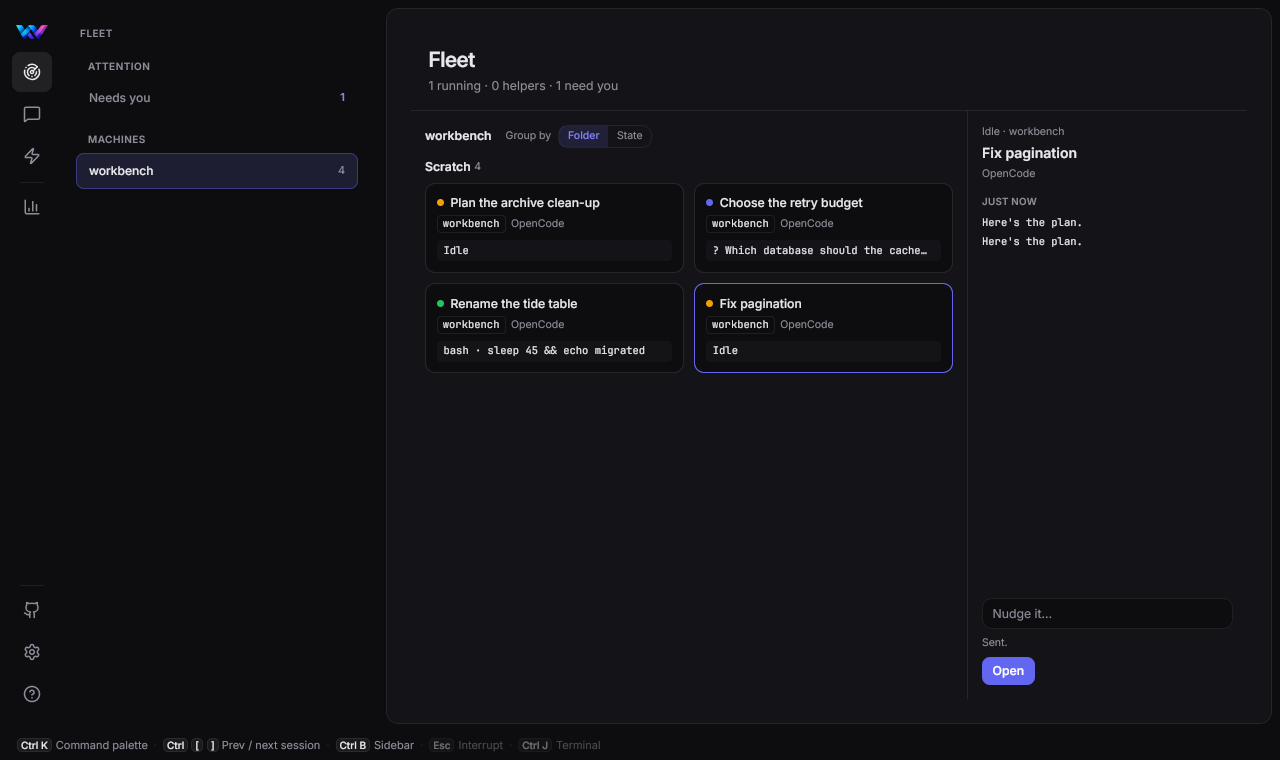 FLEET
ATTENTION
Needs you 1
MACHINES
workbench 4
Fleet
1 running · 0 helpers · 1 need you
workbench Group by Folder State
Scratch 4
Plan the archive clean-up
workbench OpenCode
Idle
Choose the retry budget
workbench OpenCode
? Which database should the cache…
Rename the tide table
workbench OpenCode
bash · sleep 45 && echo migrated
Fix pagination
workbench OpenCode
Idle
Idle · workbench
Fix pagination
OpenCode
JUST NOW
Here's the plan.
Here's the plan.
Nudge it…
Sent.
Open
Ctrl K Command palette · Ctrl [ ] Prev / next session · Ctrl B Sidebar · Esc Interrupt · Ctrl J Terminal